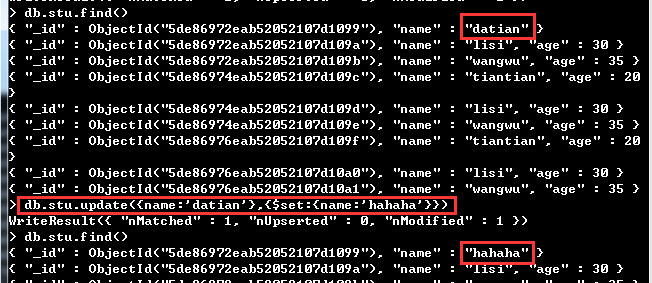 > db.stu.find()
{ "_id" : ObjectId("5de86972eab52052107d1099"), "name" : "datian" }
{ "_id" : ObjectId("5de86972eab52052107d109a"), "name" : "lisi", "age" : 30 }
{ "_id" : ObjectId("5de86972eab52052107d109b"), "name" : "wangwu", "age" : 35 }
{ "_id" : ObjectId("5de86974eab52052107d109c"), "name" : "tiantian", "age" : 20
}
{ "_id" : ObjectId("5de86974eab52052107d109d"), "name" : "lisi", "age" : 30 }
{ "_id" : ObjectId("5de86974eab52052107d109e"), "name" : "wangwu", "age" : 35 }
{ "_id" : ObjectId("5de86976eab52052107d109f"), "name" : "tiantian", "age" : 20
}
{ "_id" : ObjectId("5de86976eab52052107d10a0"), "name" : "lisi", "age" : 30 }
{ "_id" : ObjectId("5de86976eab52052107d10a1"), "name" : "wangwu", "age" : 35 }
> db.stu.update({name:'datian'},{$set:{name:'hahaha'}})
WriteResult({ "nMatched" : 1, "nUpserted" : 0, "nModified" : 1 })
> db.stu.find()
{ "_id" : ObjectId("5de86972eab52052107d1099"), "name" : "hahaha" }
{ "_id" : ObjectId("5de86972eab52052107d109a"), "name" : "lisi", "age" : 30 }